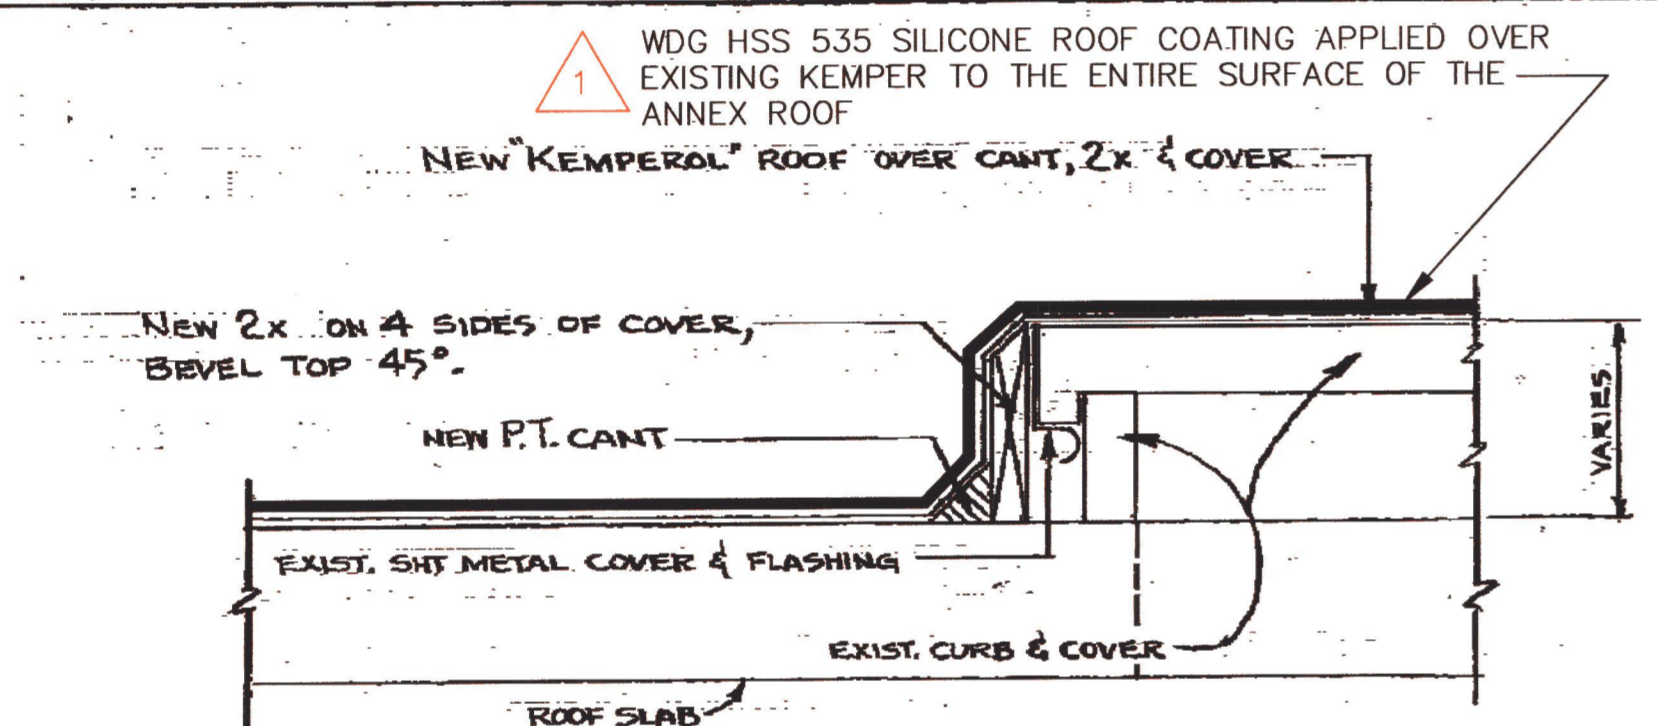 WDG HSS 535 SILICONE ROOF COATING APPLIED OVER
EXISTING KEMPER TO THE ENTIRE SURFACE OF THE
ANNEX ROOF
1
NEW "KEMPEROL" ROOF OVER CANT, 2X & COVER
NEW 2X ON 4 SIDES OF COVER,
BEVEL TOP 45°.
NEW P.T. CANT
VARIES
EXIST. SHT METAL COVER & FLASHING
EXIST. CURB & COVER
ROOF SLAB